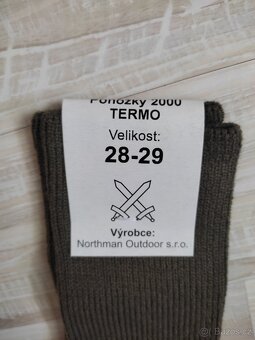 Ponožky 2000
TERMO
Velikost:
28-29
Výrobce:
Northman Outdoor s.r.o.